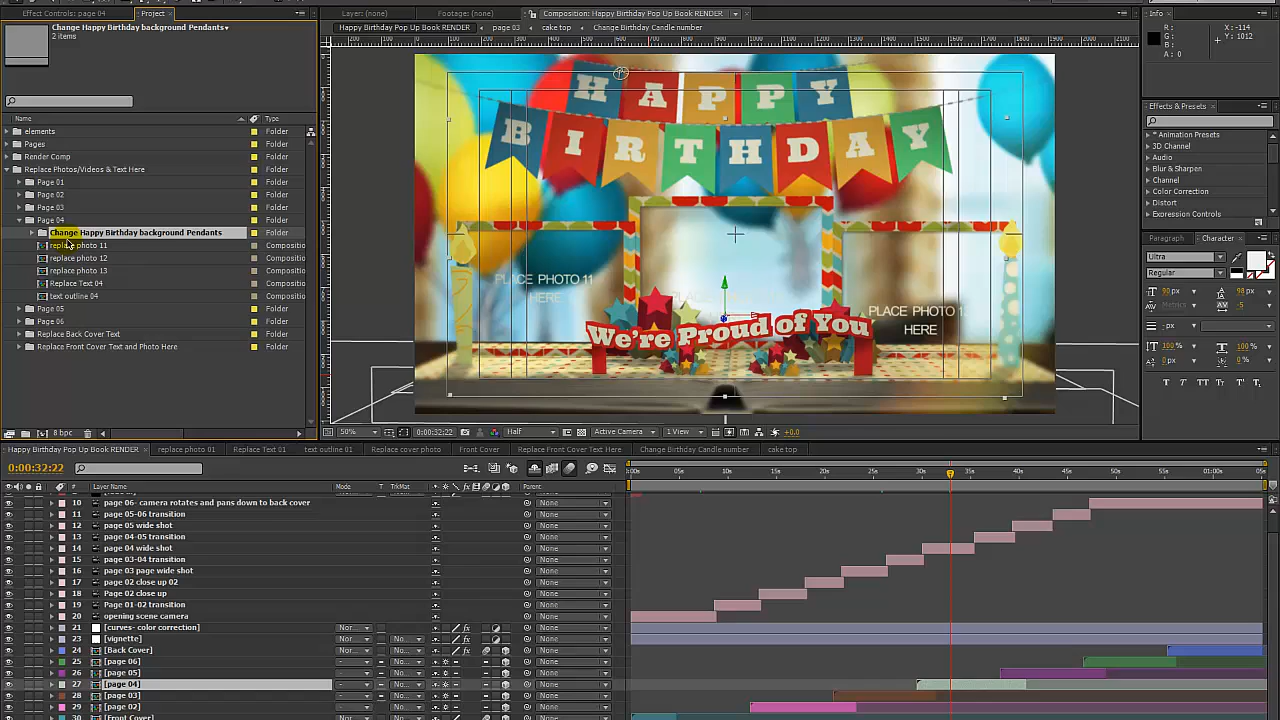 Effect Controls: page 04
Project
Layer: (none)
Footage: (none)
Composition: Happy Birthday Pop Up Book RENDER
Info
Change Happy Birthday background Pendants
2 items
Happy Birthday Pop Up Book RENDER
page 03
cake top
Change Birthday Candle number
R :
G :
B :
A : 0
X : -114
Y : 1012
Name
Type
elements
Folder
Pages
Folder
Render Comp
Folder
Replace Photos/Videos & Text Here
Folder
Page 01
Folder
Page 02
Folder
Page 03
Folder
Page 04
Folder
Change Happy Birthday background Pendants
Folder
replace photo 11
Compositio
replace photo 12
Compositio
replace photo 13
Compositio
Replace Text 04
Compositio
text outline 04
Compositio
Page 05
Folder
Page 06
Folder
Replace Back Cover Text
Folder
Replace Front Cover Text and Photo Here
Folder
8 bpc
HAPPY
BIRTHDAY
PLACE PHOTO 11
HERE
PLACE PHOTO 1
HERE
We're Proud of You
Effects & Presets
* Animation Presets
3D Channel
Audio
Blur & Sharpen
Channel
Color Correction
Distort
Expression Controls
Paragraph
Character
Ultra
Regular
90 px
98 px
Metrics
-5
- px
100 %
100 %
0 px
0 %
50%
0:00:32:22
Half
Active Camera
1 View
+0.0
Happy Birthday Pop Up Book RENDER
replace photo 01
Replace Text 01
text outline 01
Replace cover photo
Replace Front Cover Text Here
Front Cover
Change Birthday Candle number
cake top
0:00:32:22
:00s
05s
10s
15s
20s
25s
30s
35s
40s
45s
50s
55s
01:00s
#
Layer Name
Mode
T
TrkMat
Parent
10
page 06- camera rotates and pans down to back cover
None
11
page 05-06 transition
None
12
page 05 wide shot
None
13
page 04-05 transition
None
14
page 04 wide shot
None
15
page 03-04 transition
None
16
page 03 page wide shot
None
17
page 02 close up 02
None
18
Page 02 close up
None
19
Page 01-02 transition
None
20
opening scene camera
None
21
[curves- color correction]
Nor...
None
23
[vignette]
Nor
No...
None
24
[Back Cover]
Nor...
No...
None
25
[page 06]
-
No...
None
26
[page 05]
-
No...
None
27
[page 04]
-
No...
None
28
[page 03]
-
No...
None
29
[page 02]
-
No...
None
30
[Front Cover]